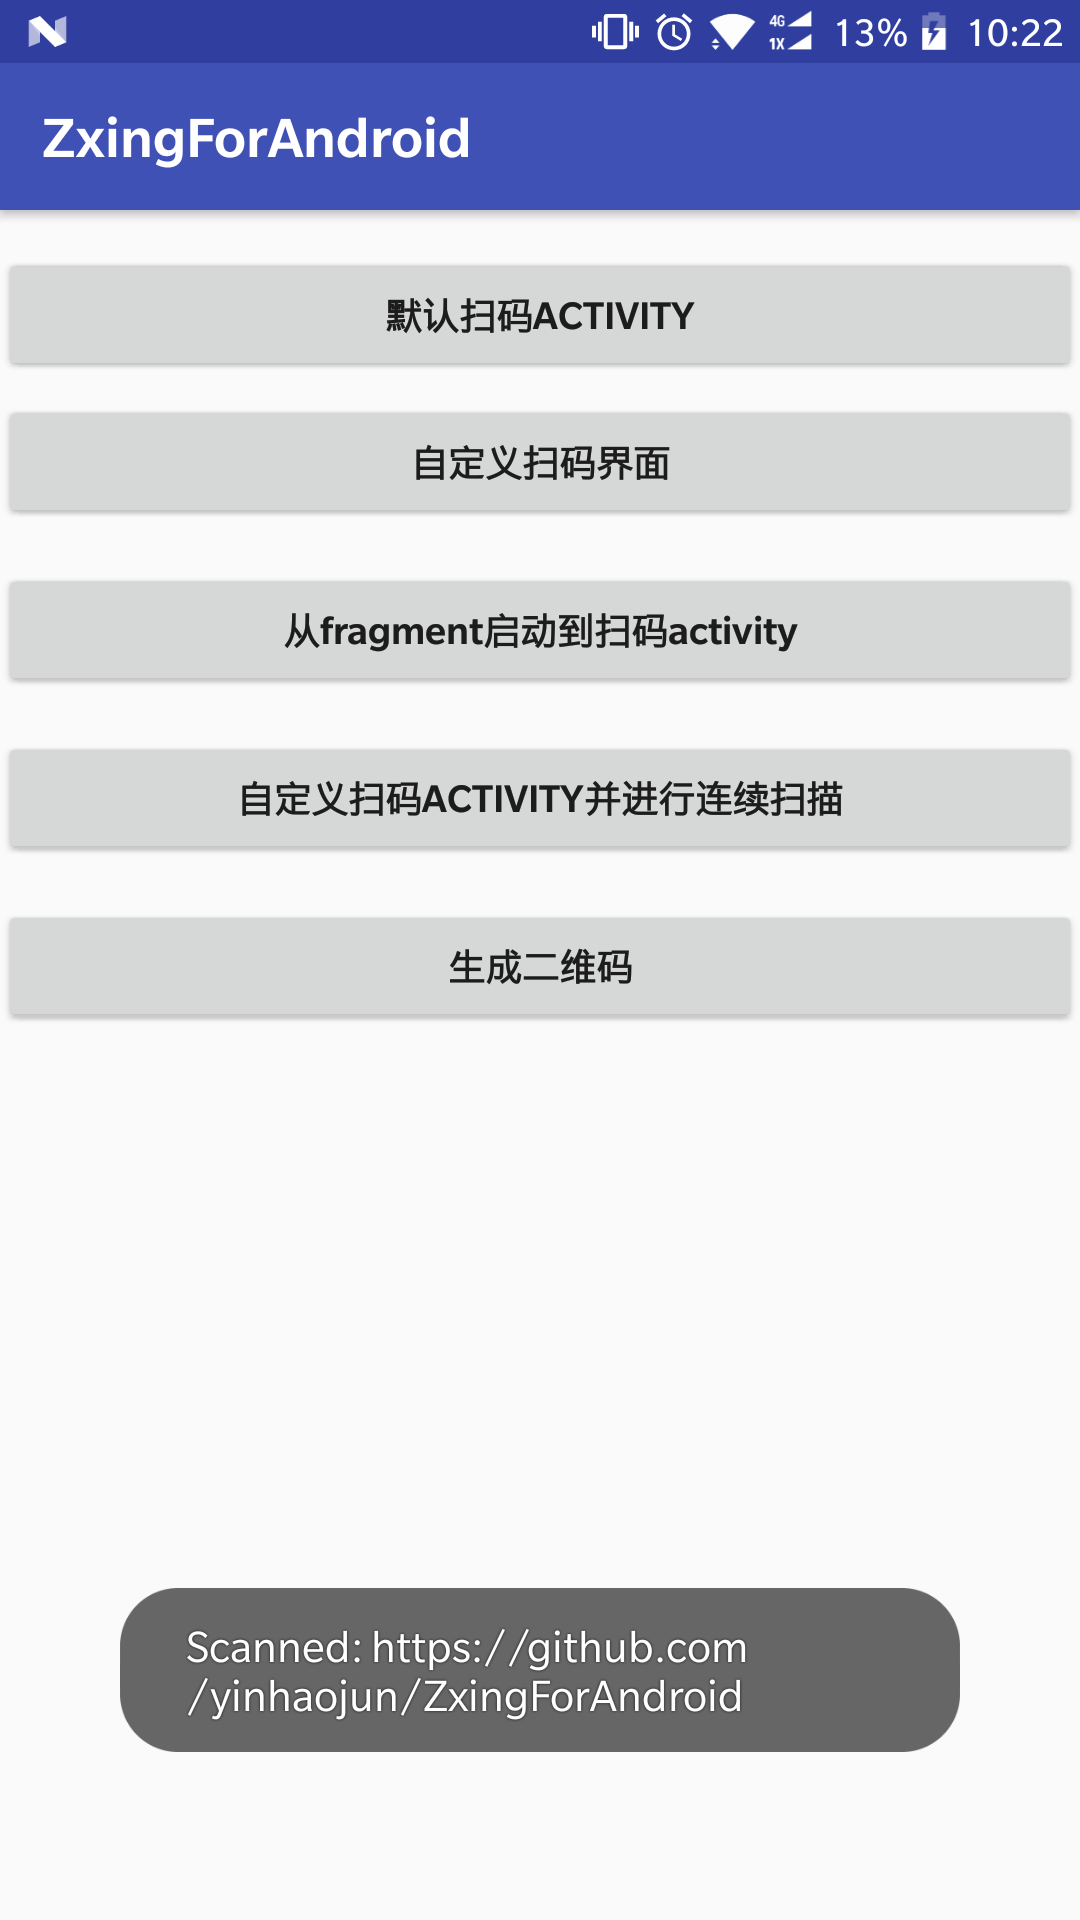 4G
1X
13% 10:22
ZxingForAndroid
默认扫码ACTIVITY
自定义扫码界面
从fragment启动到扫码activity
自定义扫码ACTIVITY并进行连续扫描
生成二维码
Scanned: https://github.com
/yinhaojun/ZxingForAndroid